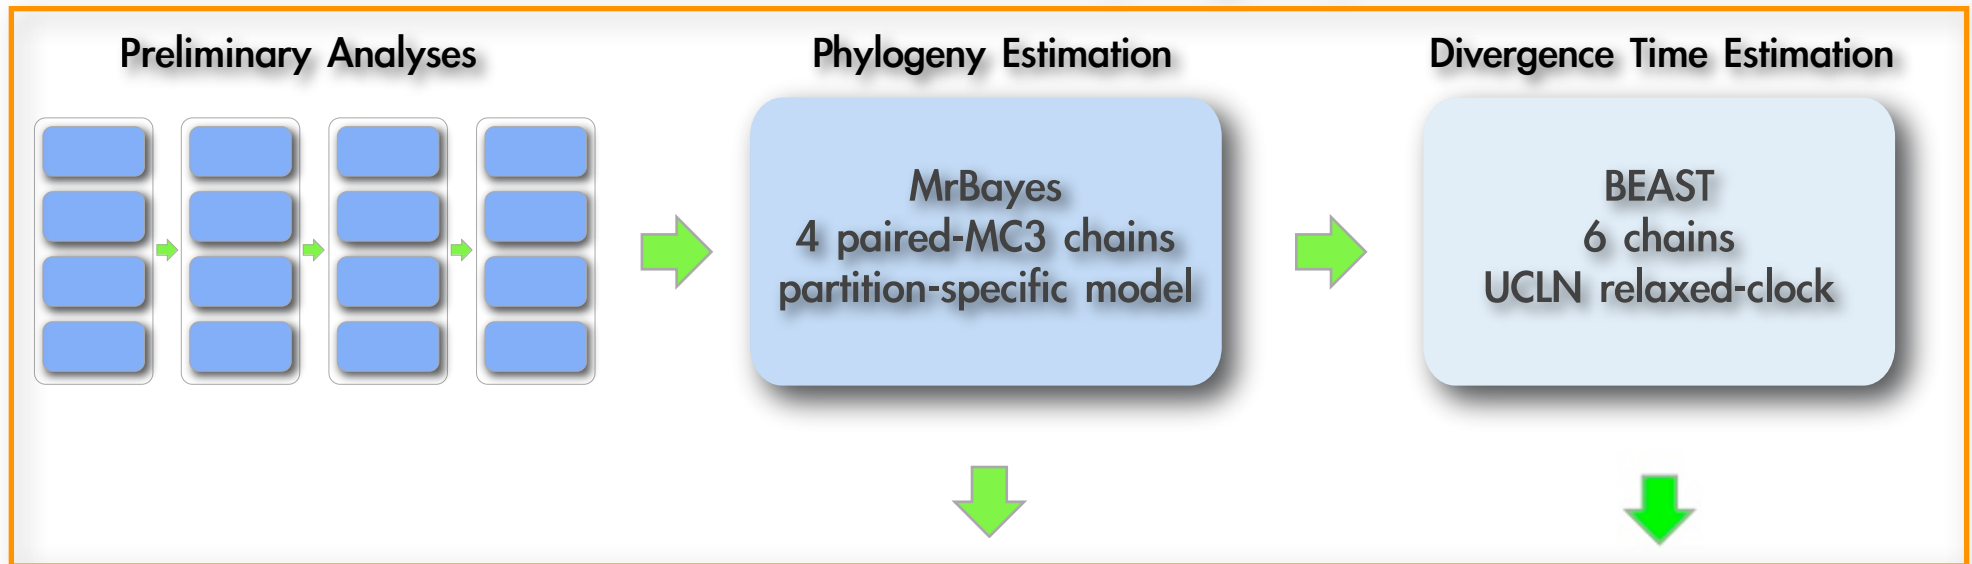 Preliminary Analyses
Phylogeny Estimation
Divergence Time Estimation
MrBayes
4 paired-MC3 chains
partition-specific model
BEAST
6 chains
UCLN relaxed-clock